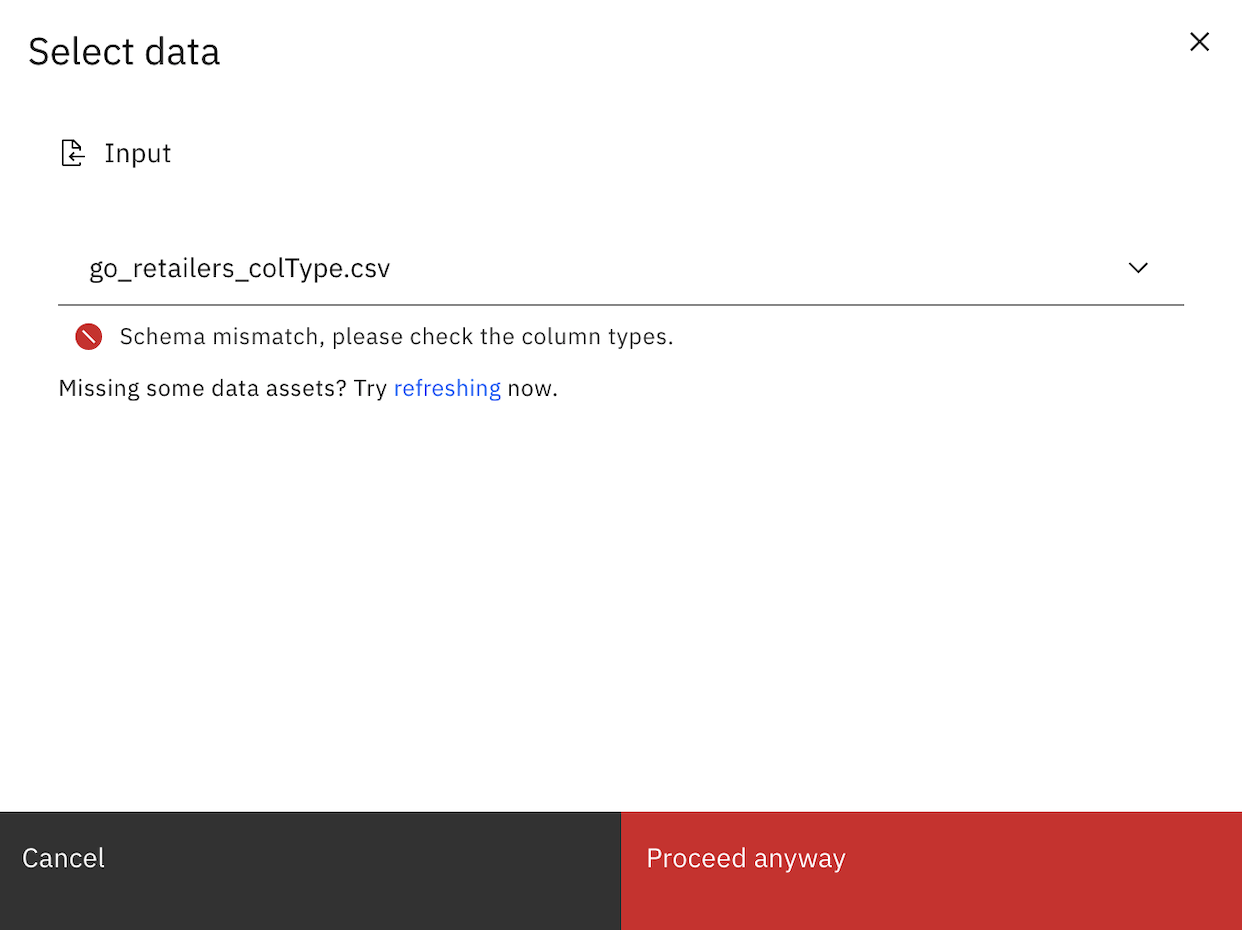 Select data
Input
go_retailers_colType.csv
Schema mismatch, please check the column types.
Missing some data assets? Try refreshing now.
Cancel
Proceed anyway